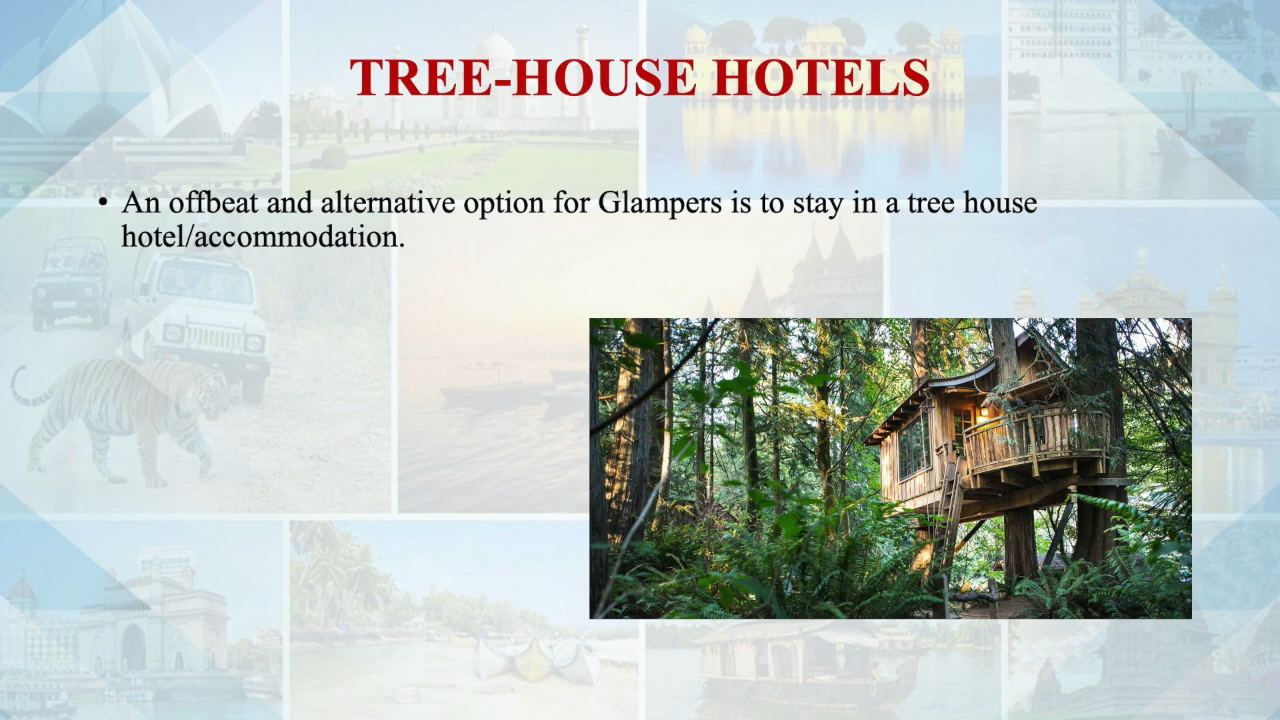 TREE-HOUSE HOTELS
• An offbeat and alternative option for Glampers is to stay in a tree house
hotel/accommodation.